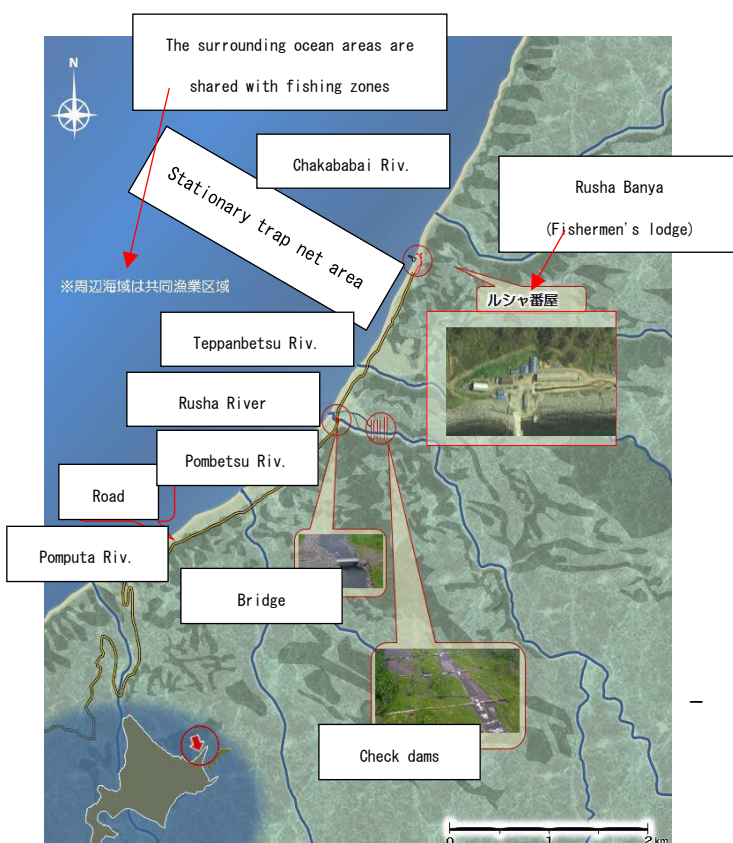 The surrounding ocean areas are
shared with fishing zones
N
Chakababai Riv.
Stationary trap net area
Rusha Banya
(Fishermen's lodge)
※周辺海域は共同漁業区域
ルシャ番屋
Teppanbetsu Riv.
Rusha River
Pombetsu Riv.
Road
Pomputa Riv.
Bridge
Check dams
0 1 2 km